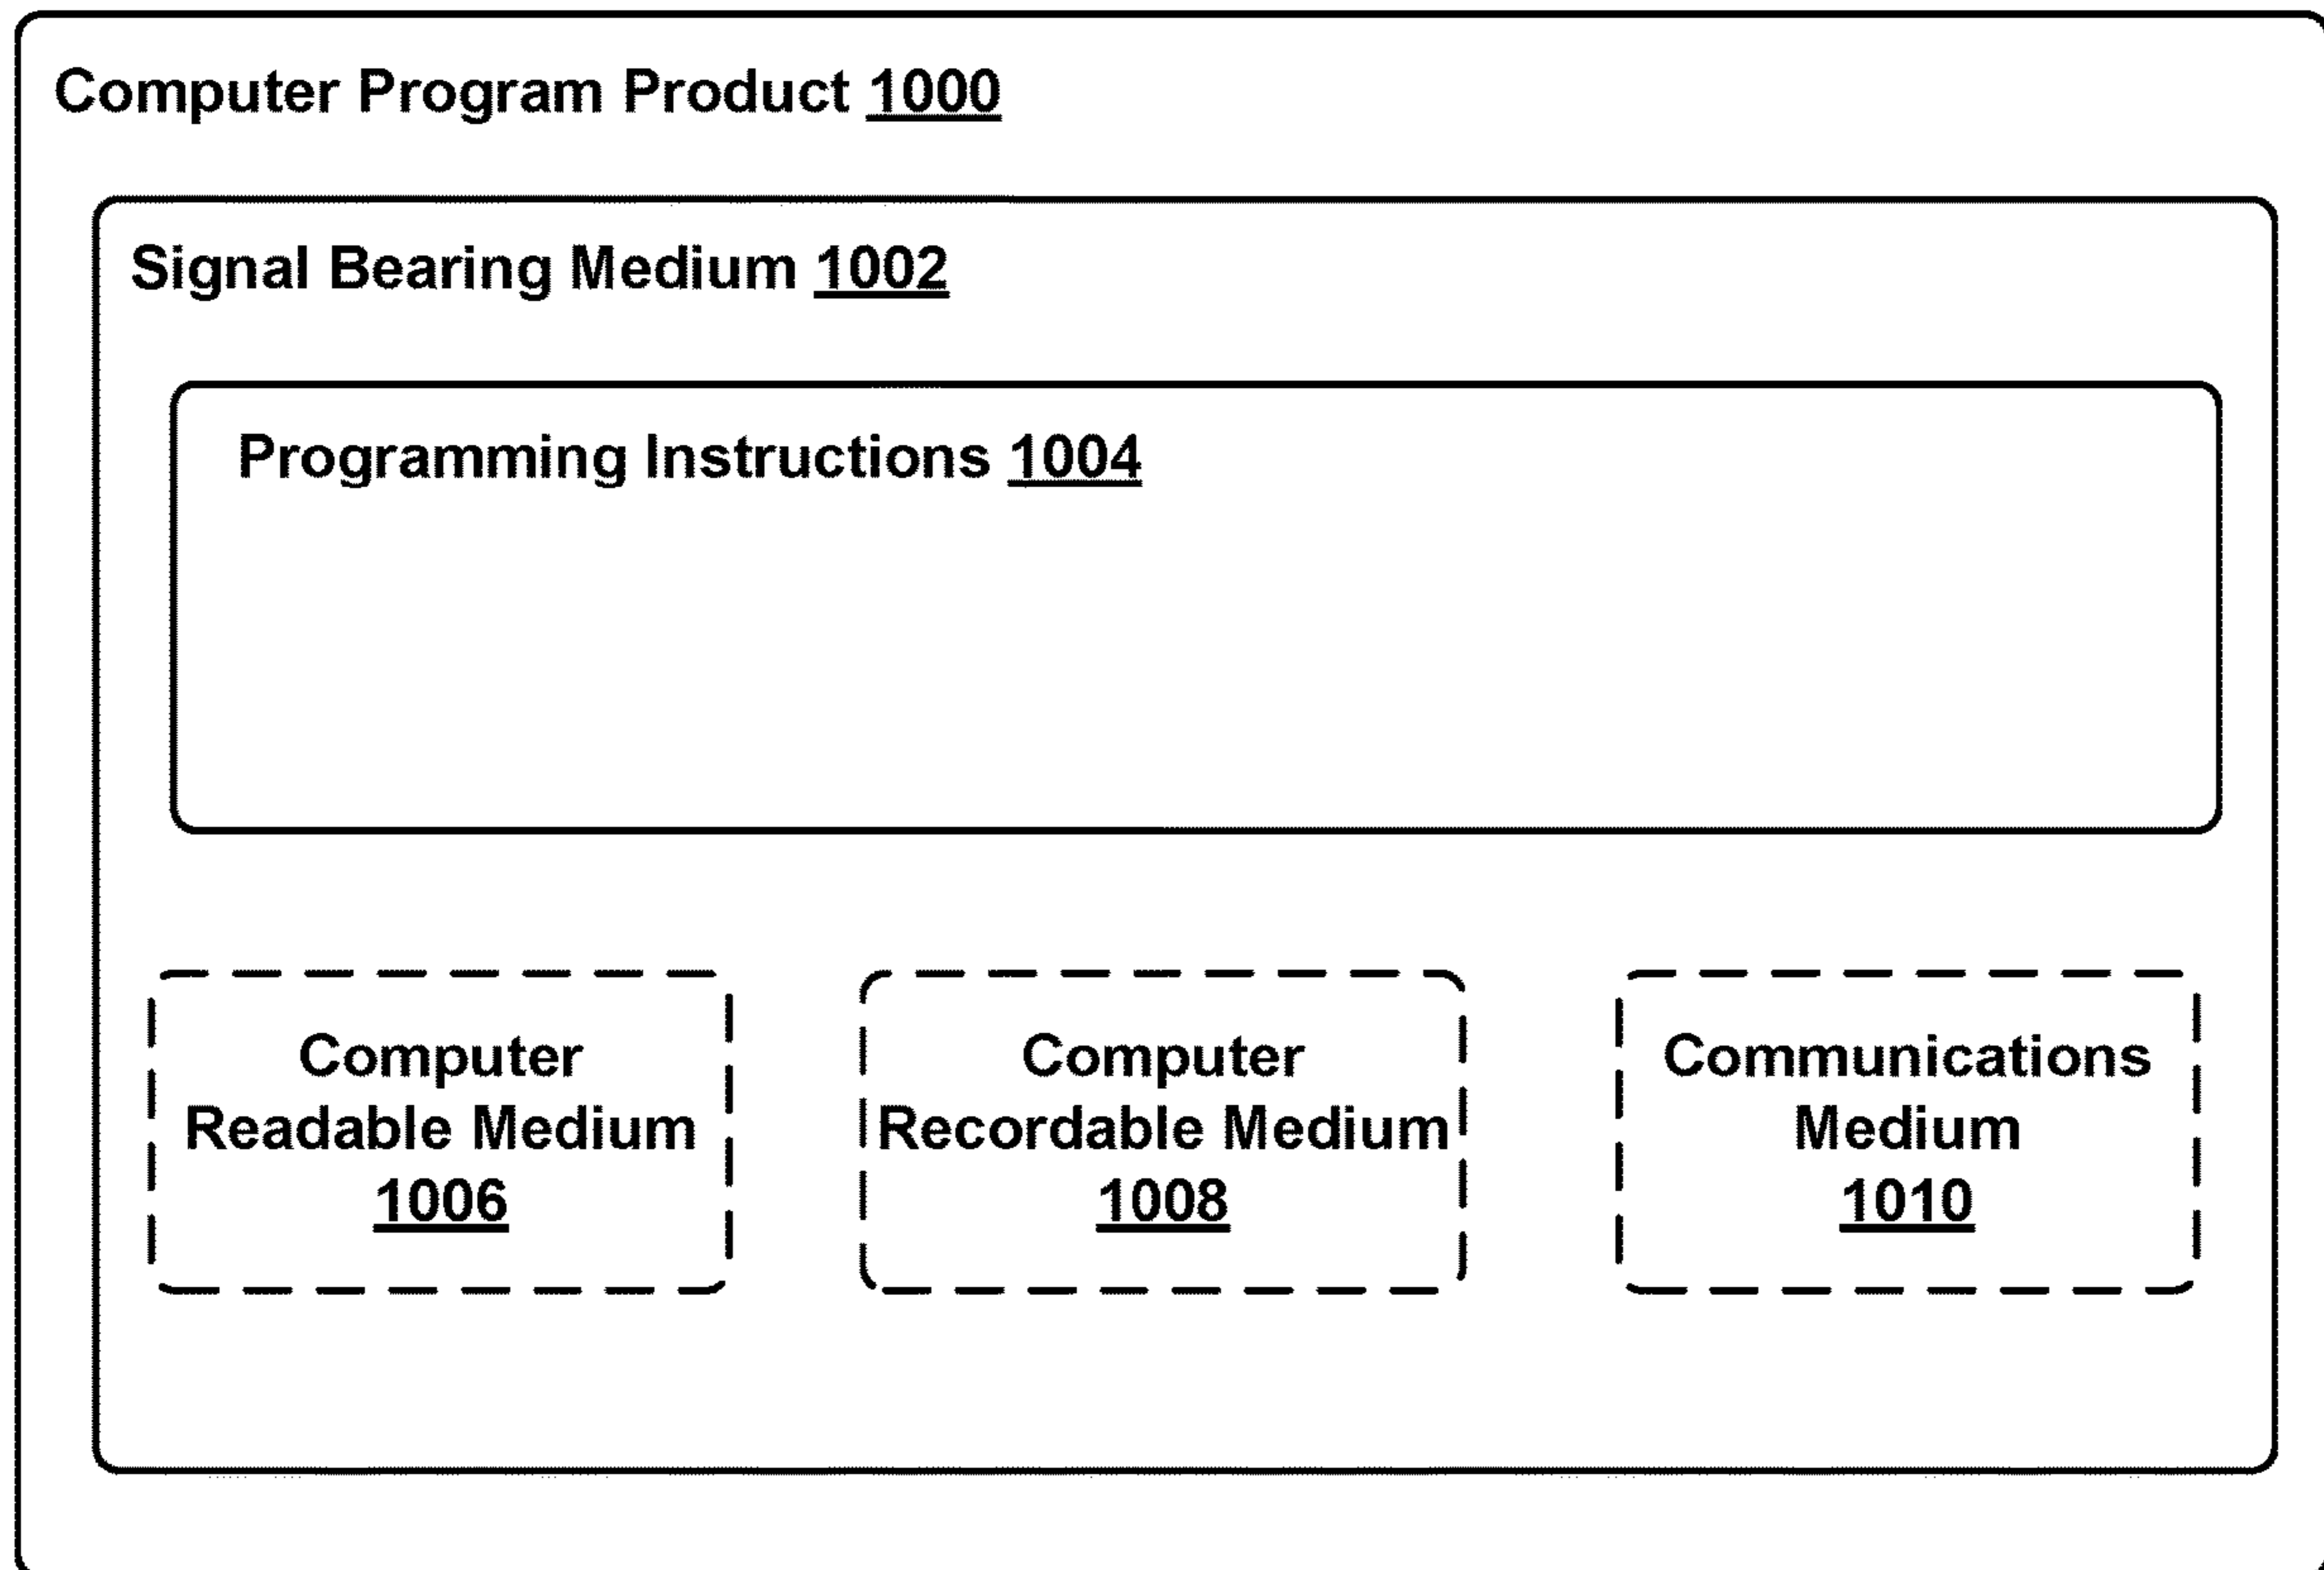 Computer Program Product 1000
Signal Bearing Medium 1002
Programming Instructions 1004
Computer
Readable Medium
1006
Computer
Recordable Medium
1008
Communications
Medium
1010